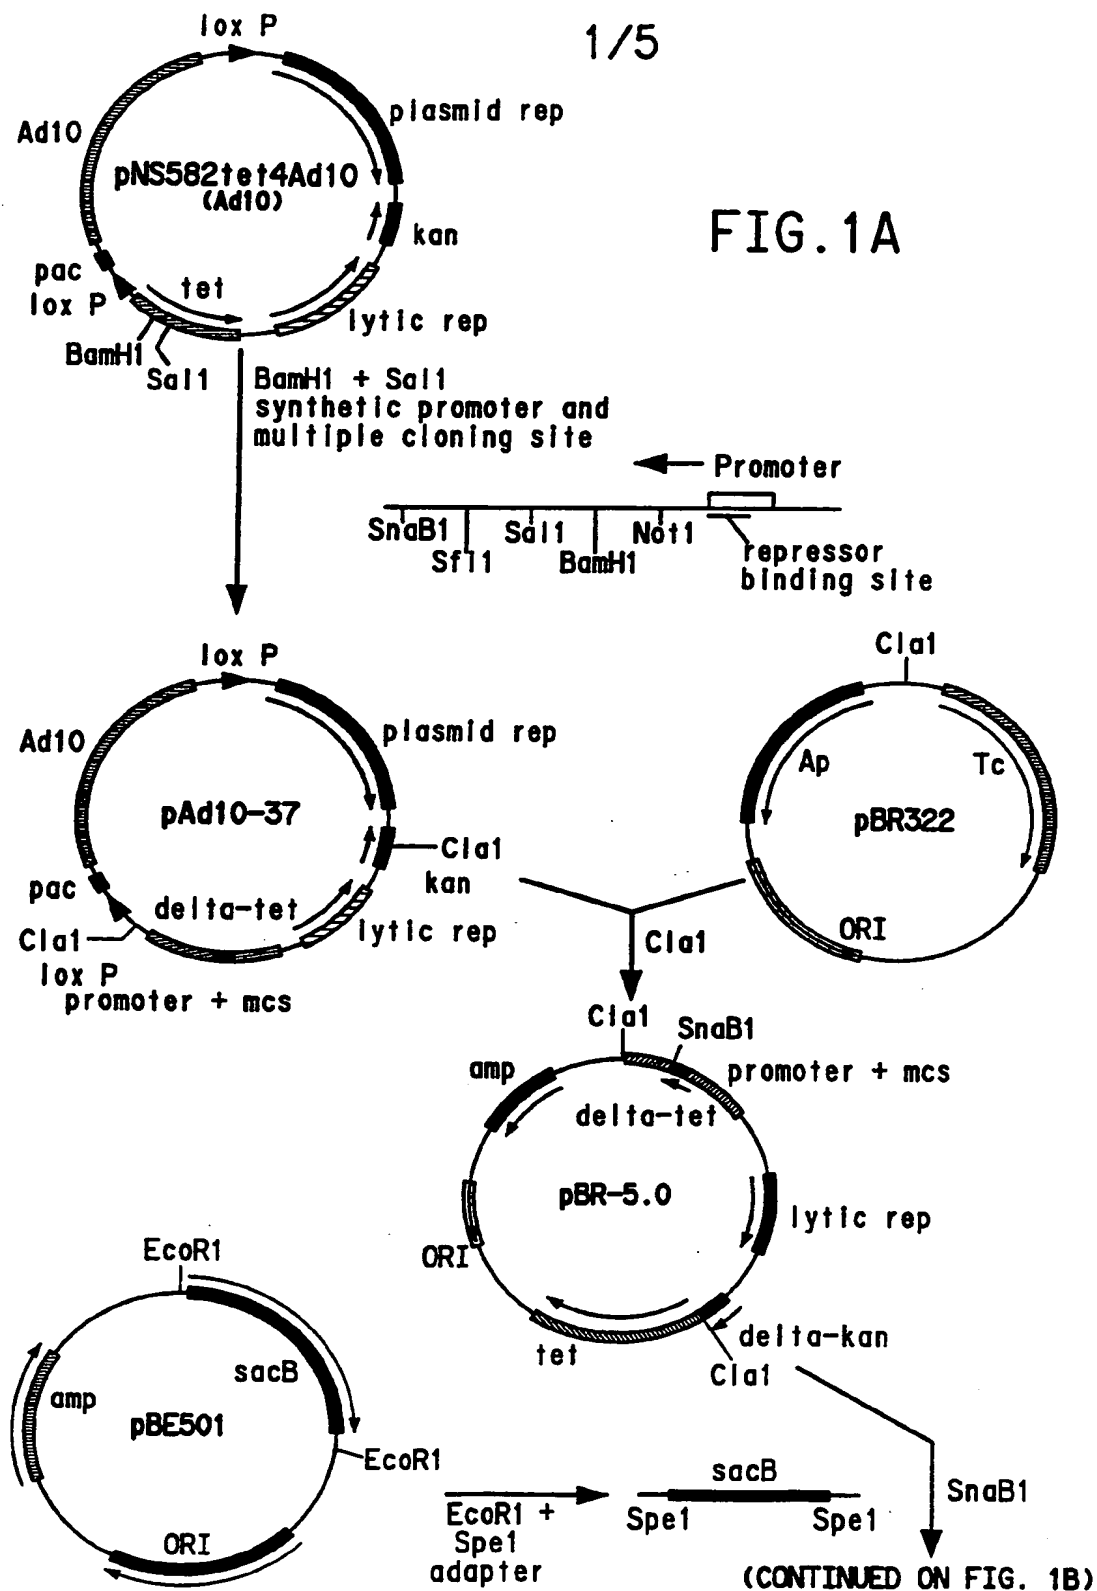 1/5
FIG.1A
lox P
plasmid rep
Ad10
pNS582tet4Ad10
(Ad10)
kan
pac
lox P
tet
lytic rep
BamH1
Sal1
BamH1 + Sal1
synthetic promoter and
multiple cloning site
Promoter
SnaB1
Sfi1
Sal1
BamH1
Not1
repressor
binding site
lox P
plasmid rep
Ad10
pAd10-37
Cla1
kan
pac
delta-tet
Cla1
lox P
lytic rep
promoter + mcs
Cla1
Ap
Tc
pBR322
ORI
Cla1
Cla1
SnaB1
amp
promoter + mcs
delta-tet
pBR-5.0
lytic rep
ORI
tet
delta-kan
Cla1
EcoR1
sacB
amp
pBE501
EcoR1
ORI
EcoR1 +
Spe1
adapter
sacB
Spe1
Spe1
SnaB1
(CONTINUED ON FIG. 1B)